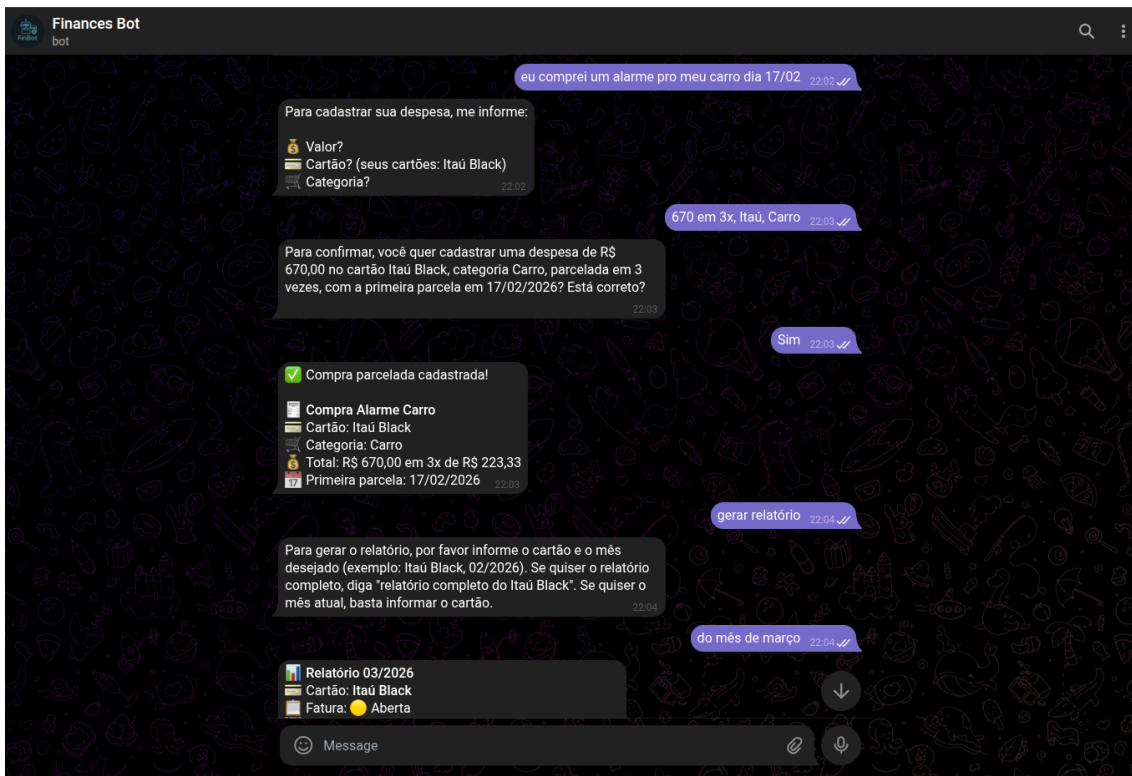 Finances Bot
bot
FinBot
eu comprei um alarme pro meu carro dia 17/02 22:02
Para cadastrar sua despesa, me informe:
💰 Valor?
💳 Cartão? (seus cartões: Itaú Black)
🛒 Categoria?
22:02
670 em 3x, Itaú, Carro 22:03
Para confirmar, você quer cadastrar uma despesa de R$
670,00 no cartão Itaú Black, categoria Carro, parcelada em 3
vezes, com a primeira parcela em 17/02/2026? Está correto?
22:03
Sim 22:03
✅ Compra parcelada cadastrada!
🧾 Compra Alarme Carro
💳 Cartão: Itaú Black
🛒 Categoria: Carro
💰 Total: R$ 670,00 em 3x de R$ 223,33
📅 Primeira parcela: 17/02/2026 22:03
gerar relatório 22:04
Para gerar o relatório, por favor informe o cartão e o mês
desejado (exemplo: Itaú Black, 02/2026). Se quiser o relatório
completo, diga "relatório completo do Itaú Black". Se quiser o
mês atual, basta informar o cartão.
22:04
do mês de março 22:04
📊 Relatório 03/2026
💳 Cartão: Itaú Black
📋 Fatura: 🟡 Aberta
Message